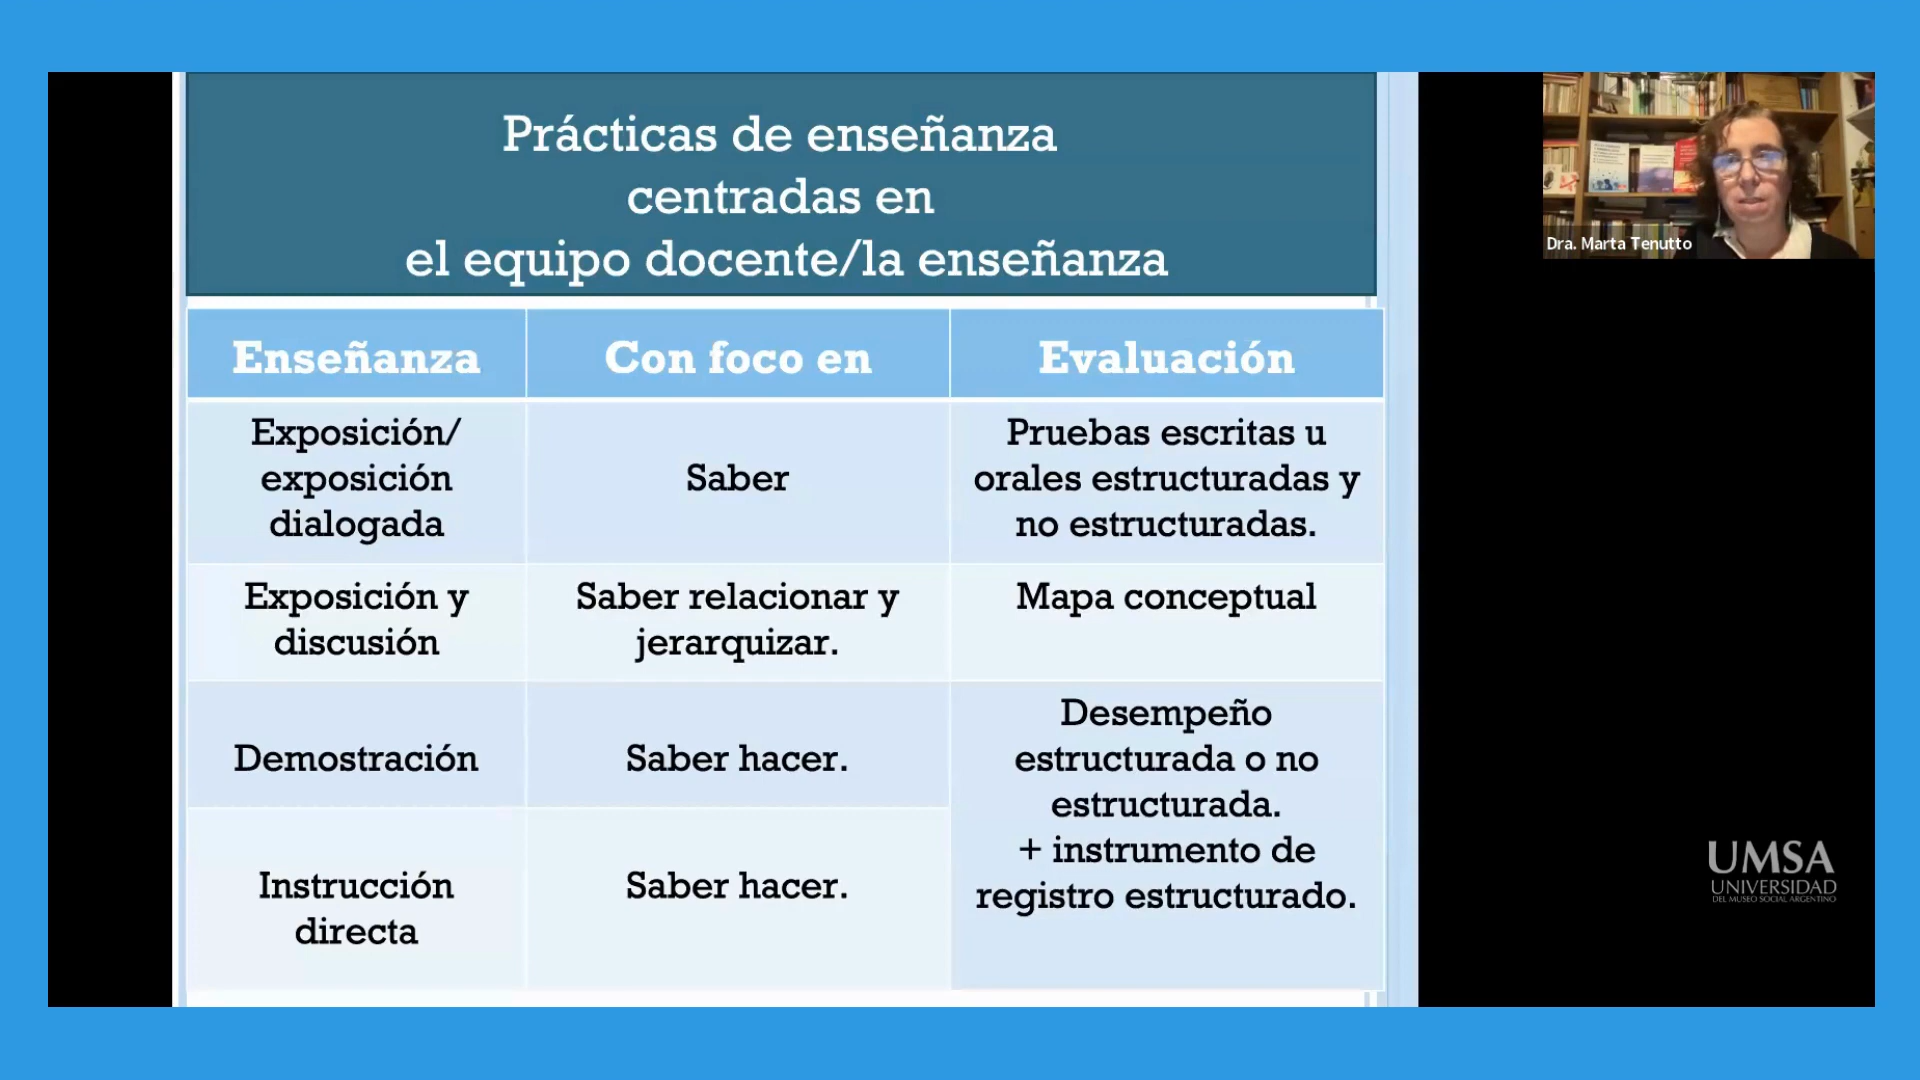 Prácticas de enseñanza
centradas en
el equipo docente/la enseñanza
Enseñanza
Con foco en
Evaluación
Exposición/
exposición
dialogada
Saber
Pruebas escritas u
orales estructuradas y
no estructuradas.
Exposición y
discusión
Saber relacionar y
jerarquizar.
Mapa conceptual
Demostración
Saber hacer.
Desempeño
estructurada o no
estructurada.
+ instrumento de
registro estructurado.
Instrucción
directa
Saber hacer.
Dra. Marta Tenutto
UMSA
UNIVERSIDAD
DEL MUSEO SOCIAL ARGENTINO